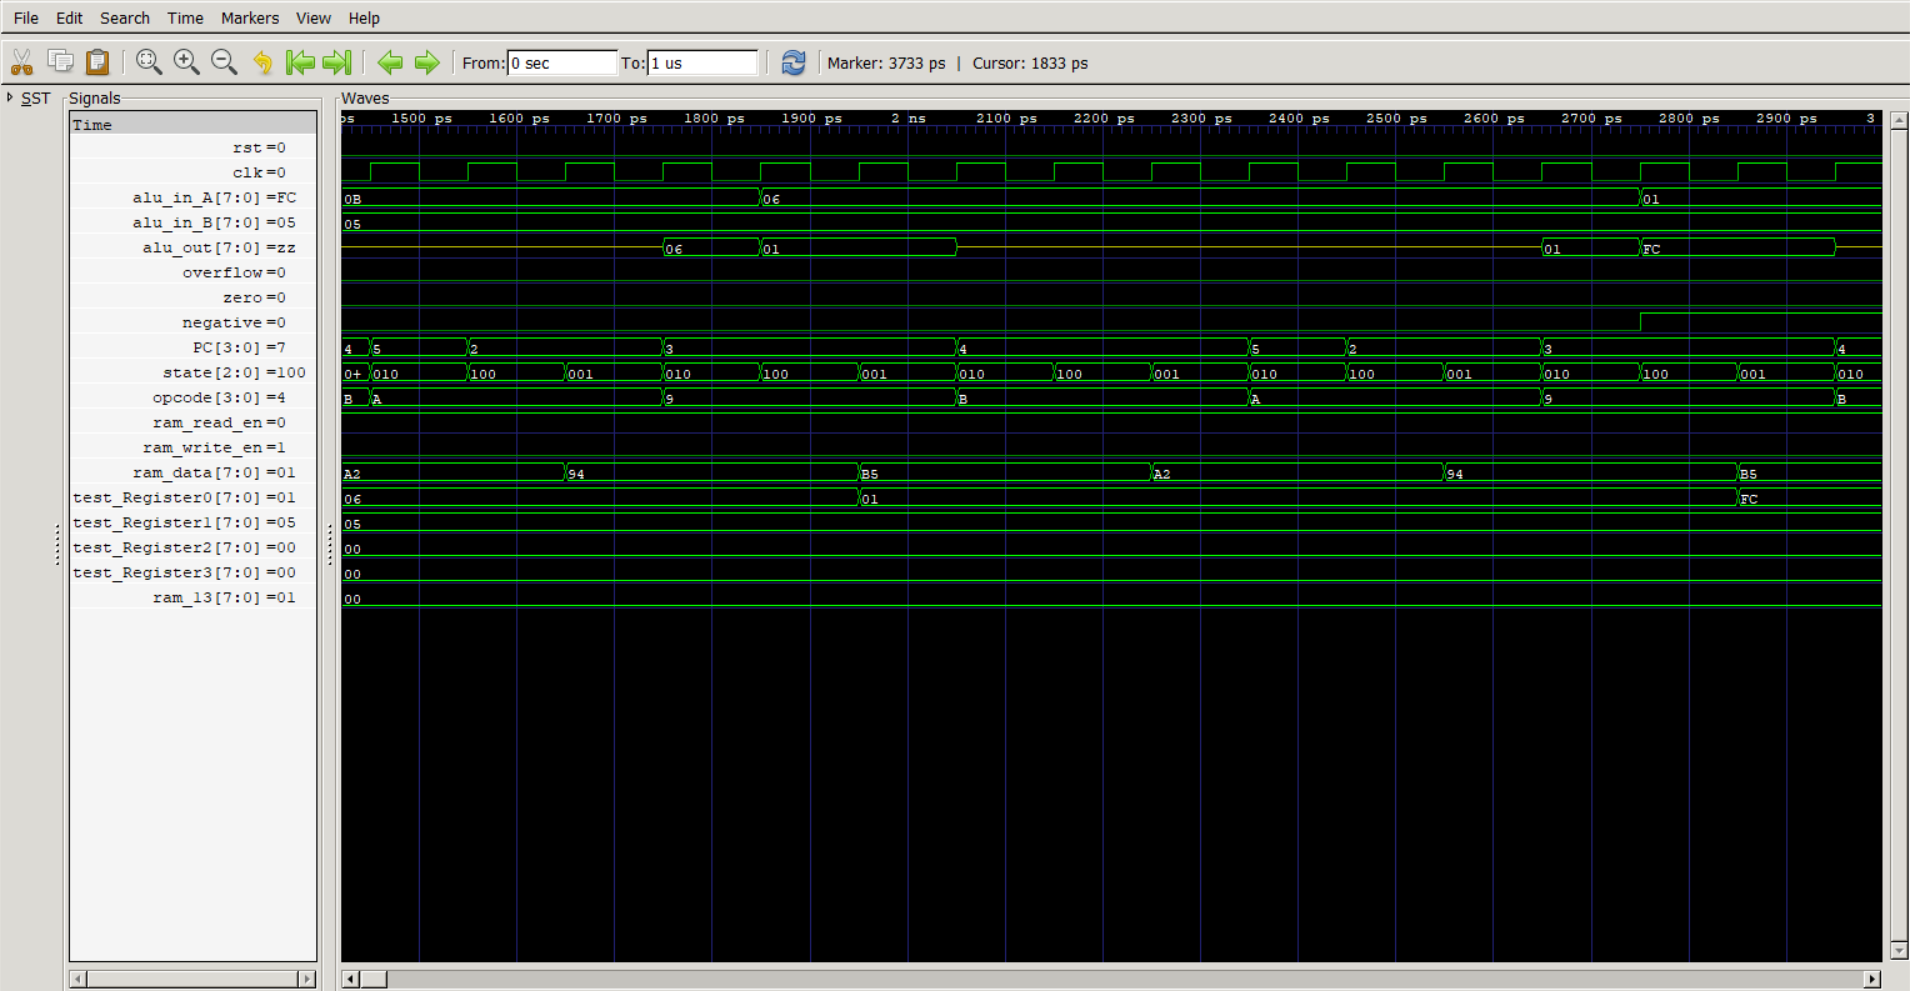 File Edit Search Time Markers View Help
From: 0 sec To: 1 us Marker: 3733 ps | Cursor: 1833 ps
SST
Signals
Waves
Time
ps 1500 ps 1600 ps 1700 ps 1800 ps 1900 ps 2 ns 2100 ps 2200 ps 2300 ps 2400 ps 2500 ps 2600 ps 2700 ps 2800 ps 2900 ps 3
rst =0
clk =0
alu_in_A[7:0] =FC 0B 06 01
alu_in_B[7:0] =05 05
alu_out[7:0] =zz 06 01 01 FC
overflow =0
zero =0
negative =0
PC[3:0] =7 4 5 2 3 4 5 2 3 4
state[2:0] =100 0+ 010 100 001 010 100 001 010 100 001 010 100 001 010 100 001 010
opcode[3:0] =4 B A 9 B A 9 B
ram_read_en =0
ram_write_en =1
ram_data[7:0] =01 A2 94 B5 A2 94 B5
test_Register0[7:0] =01 06 01 FC
test_Register1[7:0] =05 05
test_Register2[7:0] =00 00
test_Register3[7:0] =00 00
ram_13[7:0] =01 00